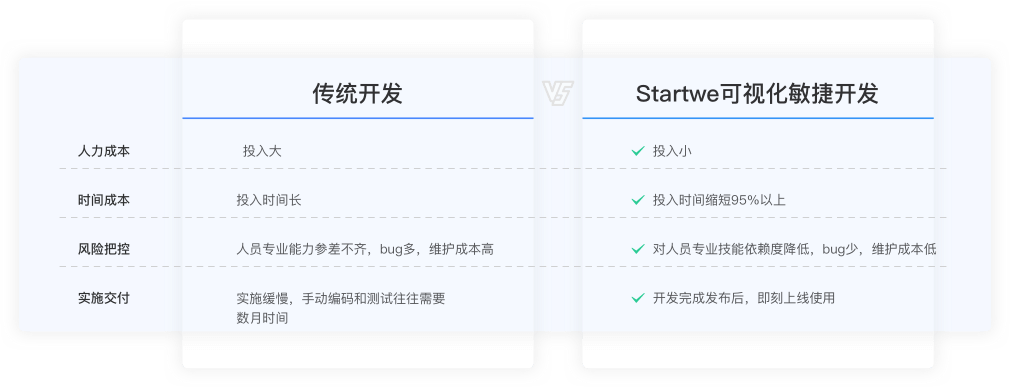 传统开发
VS
Startwe可视化敏捷开发
人力成本
投入大
投入小
时间成本
投入时间长
投入时间缩短95%以上
风险把控
人员专业能力参差不齐，bug多，维护成本高
对人员专业技能依赖度降低，bug少，维护成本低
实施交付
实施缓慢，手动编码和测试往往需要
数月时间
开发完成发布后，即刻上线使用